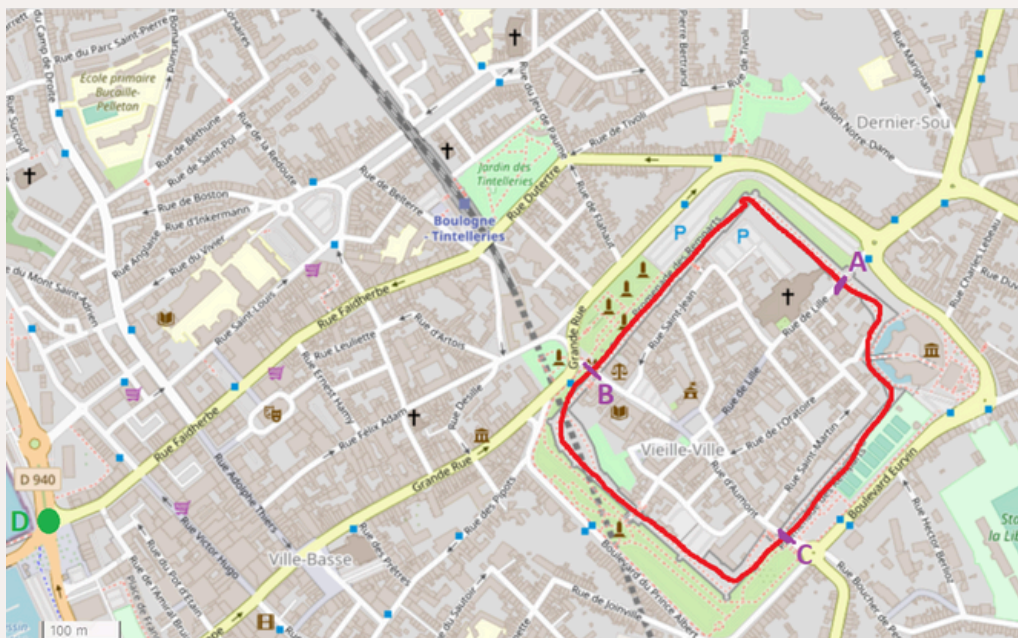 Rue du Camp de Droite
Rue du Parc Saint-Pierre
Ecole primaire
Bucaille-
Pelletan
Rue de Béthune
Rue de Saint-Pol
Rue de la Redoute
Rue de Boston
Rue d'Inkermann
Rue du Vivier
Rue Anglaise
Rue Surcouf
Rue du Mont Saint-Adrien
Rue Saint-Louis
Rue de Belterre
Boulogne
- Tintelleries
Jardin des
Tintelleries
Rue du Jeu de Paume
Rue Dutertre
Rue de Tivoli
Rue de Tivoli
Pierre Bertrand
Rue Marignan
Vallon Notre-Dame
Dernier-Sou
Rue Charles Lebeau
Rue de Flahaut
Rue Faidherbe
Rue Faidherbe
Rue Leuliette
Rue d'Artois
Rue Ernest Hamy
Rue Félix Adam
Rue Desille
Grande Rue
Grande Rue
Rue Adolphe Thiers
Rue Victor Hugo
Rue du Pot d'Etain
Place de l'Amiral Bru
Ville-Basse
Rue des Pipots
Rue des Prêtres
Rue de Joinville
Boulevard du Prince Albert
P
P
Rue Saint-Jean
Rue de Lille
Rue de Lille
Rue de l'Oratoire
Rue Saint-Martin
Rue d'Aumont
Vieille-Ville
Boulevard Eurvin
Rue Hector Berlioz
Rue Boucher
Sta
la Lib
A
B
C
D
D 940
100 m